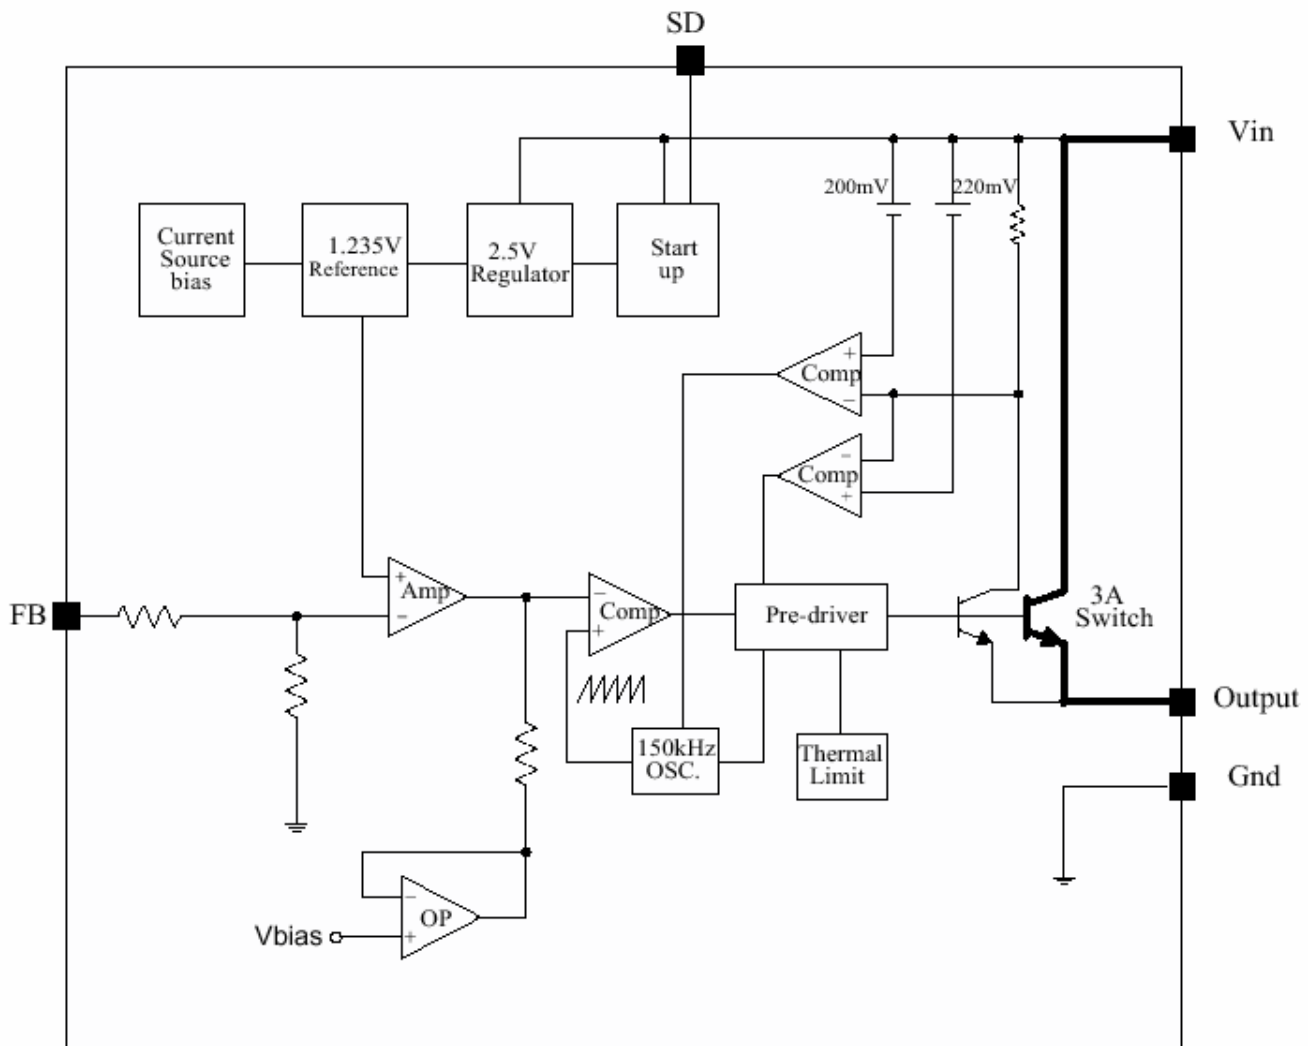 SD
Vin
200mV
220mV
Current
Source
bias
1.235V
Reference
2.5V
Regulator
Start
up
+
Comp
−
−
Comp
+
FB
+
Amp
−
−
Comp
+
Pre-driver
3A
Switch
Output
150kHz
OSC.
Thermal
Limit
Gnd
−
OP
+
Vbias